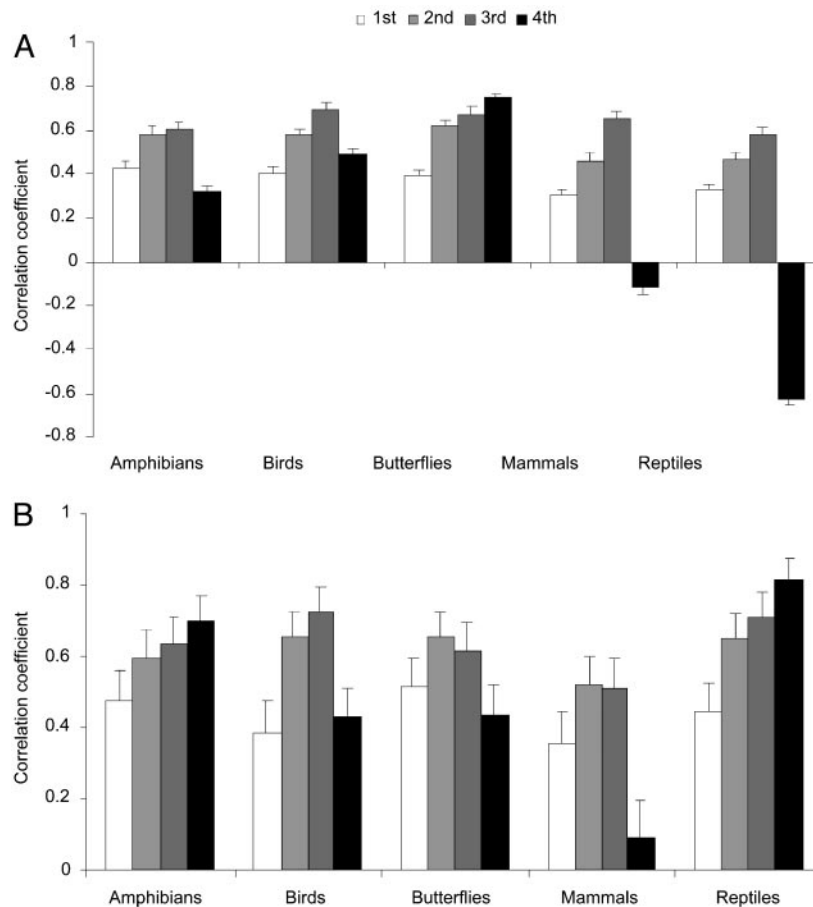 1st 2nd 3rd 4th
A
1
0.8
0.6
0.4
0.2
0
-0.2
-0.4
-0.6
-0.8
Correlation coefficient
Amphibians Birds Butterflies Mammals Reptiles
B
1
0.8
0.6
0.4
0.2
0
Correlation coefficient
Amphibians Birds Butterflies Mammals Reptiles